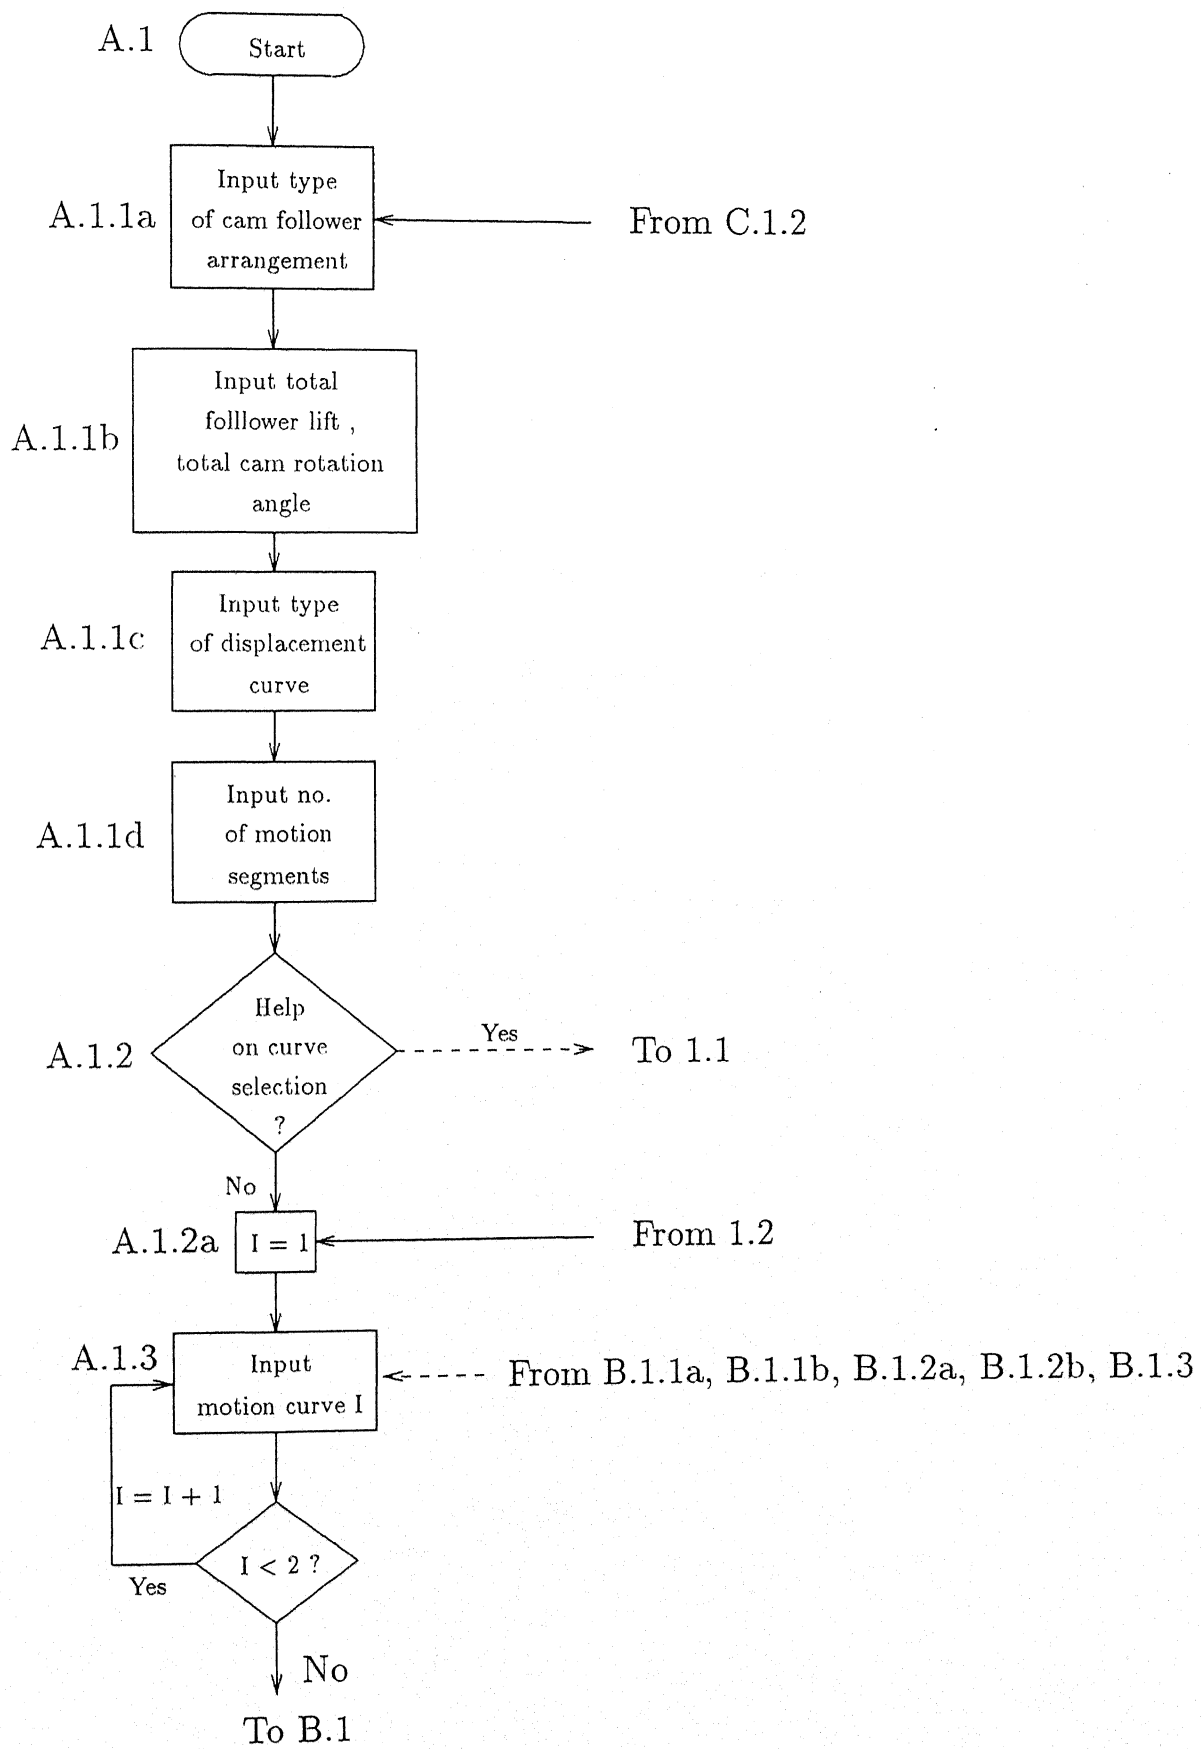 A.1
Start
A.1.1a
Input type
of cam follower
arrangement
From C.1.2
A.1.1b
Input total
folllower lift ,
total cam rotation
angle
A.1.1c
Input type
of displacement
curve
A.1.1d
Input no.
of motion
segments
A.1.2
Help
on curve
selection
?
Yes
To 1.1
No
A.1.2a
I = 1
From 1.2
A.1.3
Input
motion curve I
From B.1.1a, B.1.1b, B.1.2a, B.1.2b, B.1.3
I = I + 1
I < 2 ?
Yes
No
To B.1